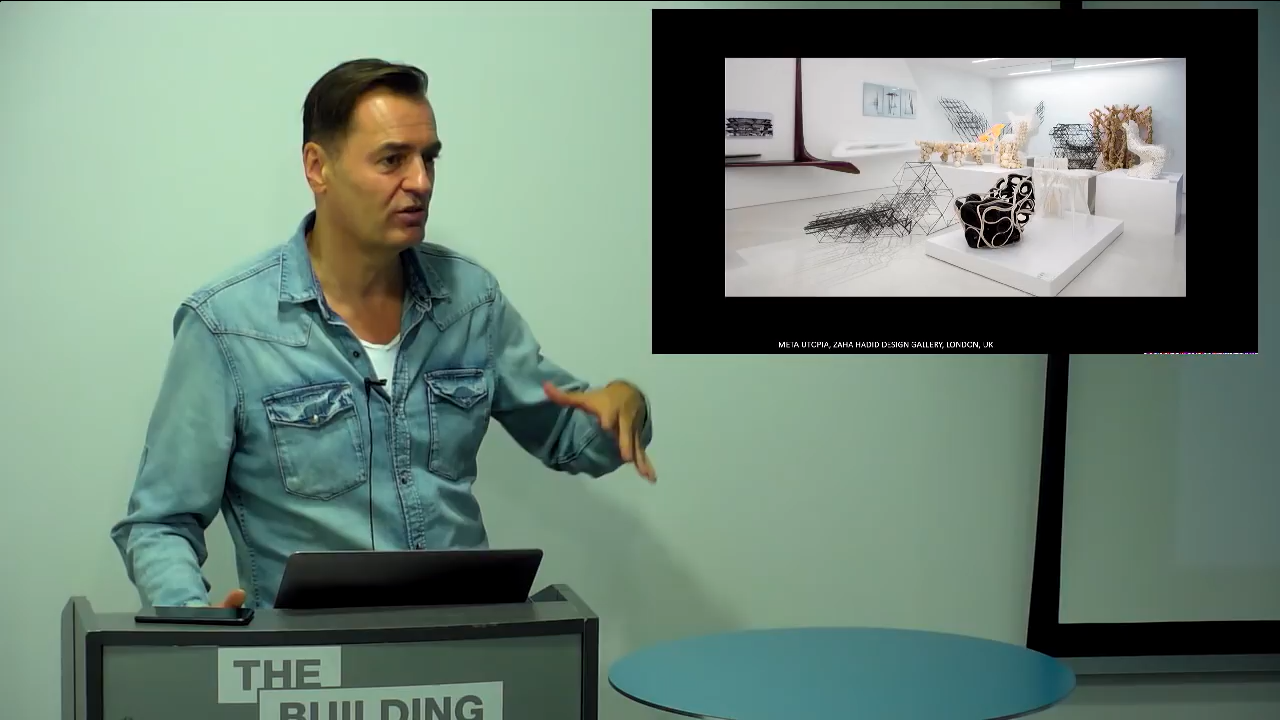 META UTOPIA, ZAHA HADID DESIGN GALLERY, LONDON, UK
THE
BUILDING